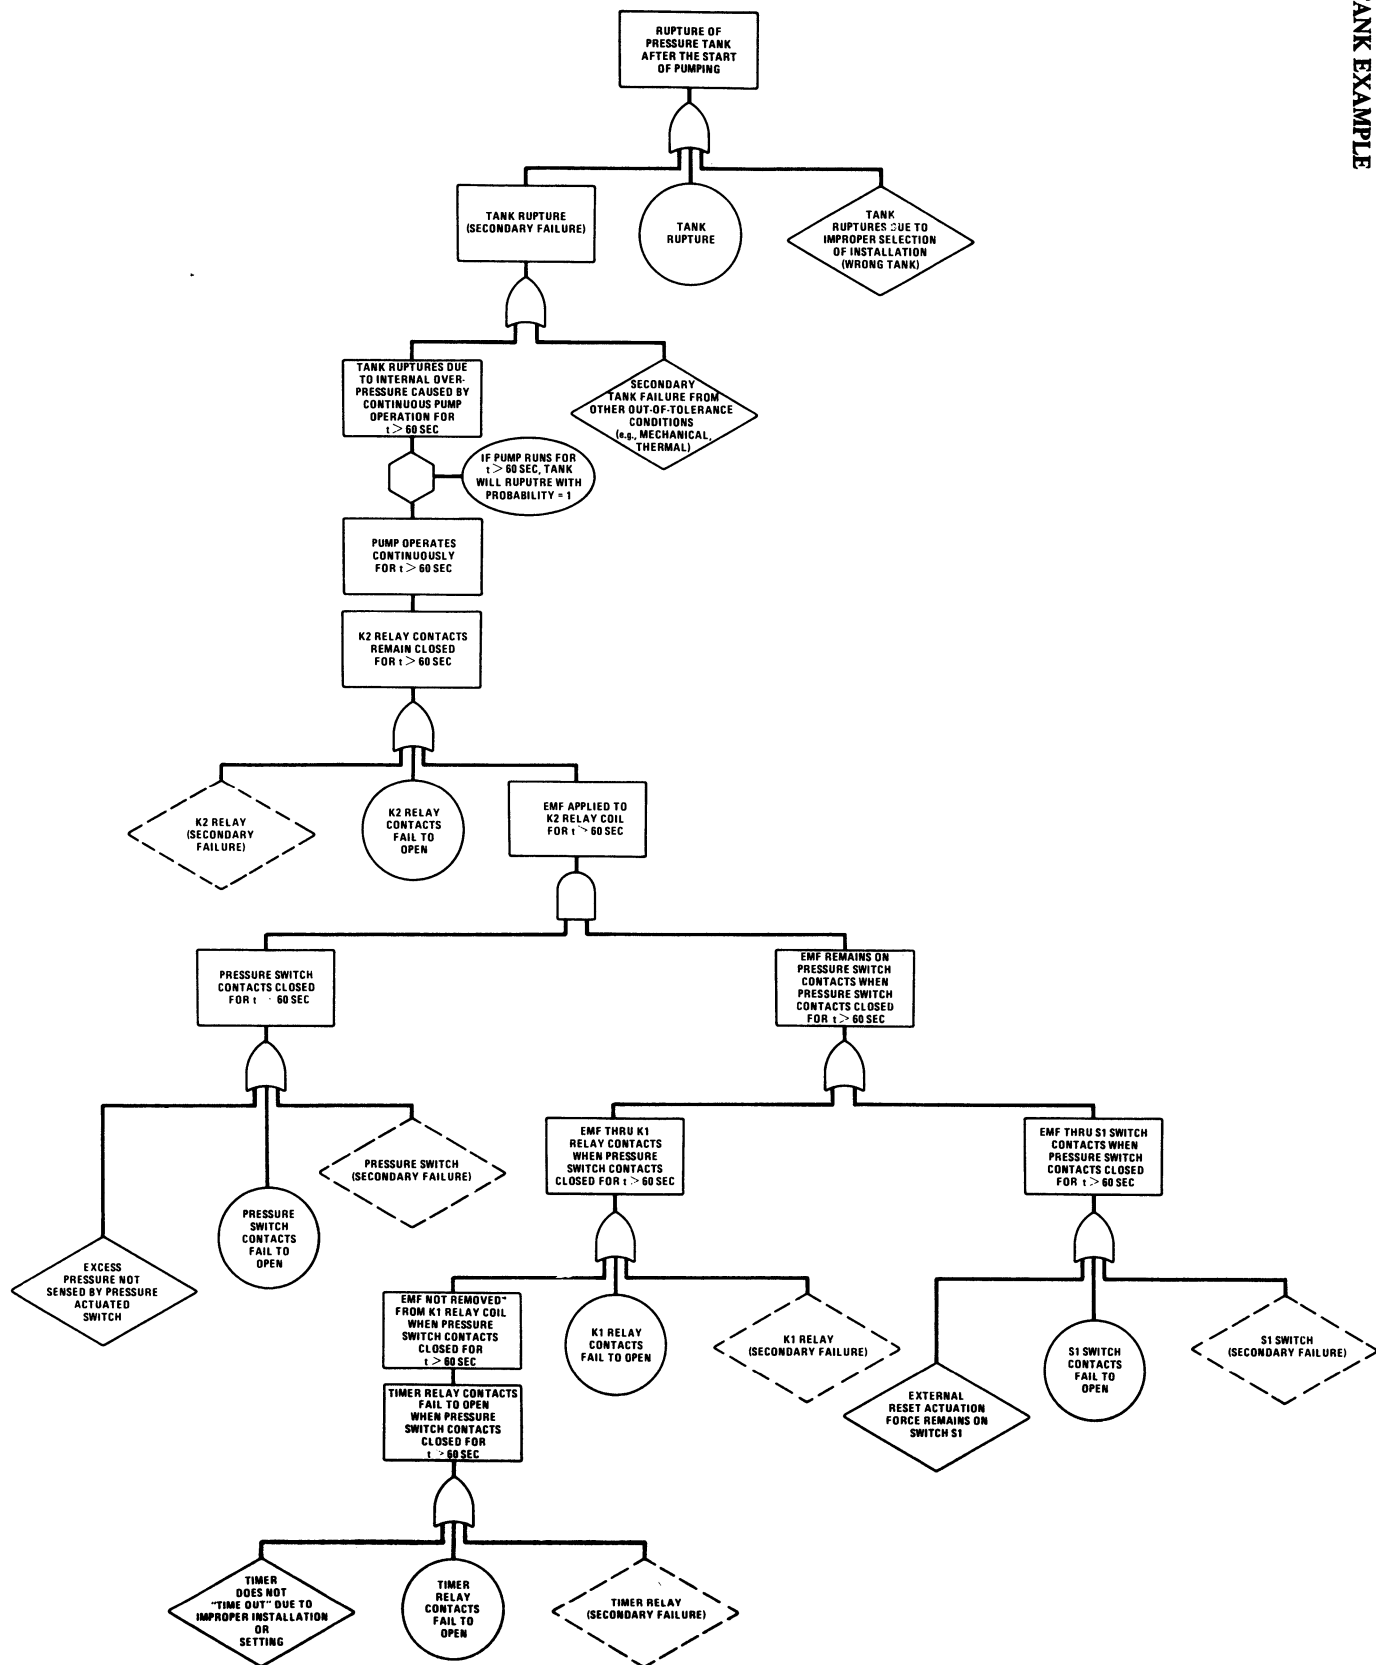 TANK EXAMPLE
RUPTURE OF
PRESSURE TANK
AFTER THE START
OF PUMPING
TANK RUPTURE
(SECONDARY FAILURE)
TANK
RUPTURE
TANK
RUPTURES DUE TO
IMPROPER SELECTION
OF INSTALLATION
(WRONG TANK)
TANK RUPTURES DUE
TO INTERNAL OVER-
PRESSURE CAUSED BY
CONTINUOUS PUMP
OPERATION FOR
t > 60 SEC
SECONDARY
TANK FAILURE FROM
OTHER OUT-OF-TOLERANCE
CONDITIONS
(e.g., MECHANICAL,
THERMAL)
IF PUMP RUNS FOR
t > 60 SEC, TANK
WILL RUPUTRE WITH
PROBABILITY = 1
PUMP OPERATES
CONTINUOUSLY
FOR t > 60 SEC
K2 RELAY CONTACTS
REMAIN CLOSED
FOR t > 60 SEC
K2 RELAY
(SECONDARY
FAILURE)
K2 RELAY
CONTACTS
FAIL TO
OPEN
EMF APPLIED TO
K2 RELAY COIL
FOR t > 60 SEC
PRESSURE SWITCH
CONTACTS CLOSED
FOR t 60 SEC
EMF REMAINS ON
PRESSURE SWITCH
CONTACTS WHEN
PRESSURE SWITCH
CONTACTS CLOSED
FOR t > 60 SEC
EXCESS
PRESSURE NOT
SENSED BY PRESSURE
ACTUATED
SWITCH
PRESSURE
SWITCH
CONTACTS
FAIL TO
OPEN
PRESSURE SWITCH
(SECONDARY FAILURE)
EMF THRU K1
RELAY CONTACTS
WHEN PRESSURE
SWITCH CONTACTS
CLOSED FOR t > 60 SEC
EMF THRU S1 SWITCH
CONTACTS WHEN
PRESSURE SWITCH
CONTACTS CLOSED
FOR t > 60 SEC
EMF NOT REMOVED
FROM K1 RELAY COIL
WHEN PRESSURE
SWITCH CONTACTS
CLOSED FOR
t > 60 SEC
K1 RELAY
CONTACTS
FAIL TO OPEN
K1 RELAY
(SECONDARY FAILURE)
EXTERNAL
RESET ACTUATION
FORCE REMAINS ON
SWITCH S1
S1 SWITCH
CONTACTS
FAIL TO
OPEN
S1 SWITCH
(SECONDARY FAILURE)
TIMER RELAY CONTACTS
FAIL TO OPEN
WHEN PRESSURE
SWITCH CONTACTS
CLOSED FOR
t > 60 SEC
TIMER
DOES NOT
"TIME OUT" DUE TO
IMPROPER INSTALLATION
OR
SETTING
TIMER
RELAY
CONTACTS
FAIL TO
OPEN
TIMER RELAY
(SECONDARY FAILURE)